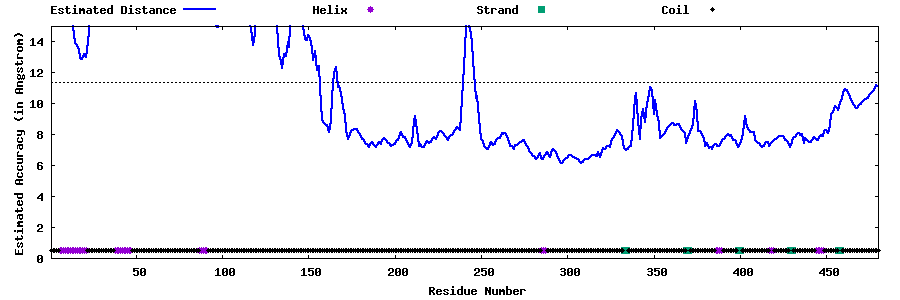 Estimated Distance Helix Strand Coil
14
12
10
8
6
4
2
0
Estimated Accuracy (in Angstrom)
50 100 150 200 250 300 350 400 450
Residue Number